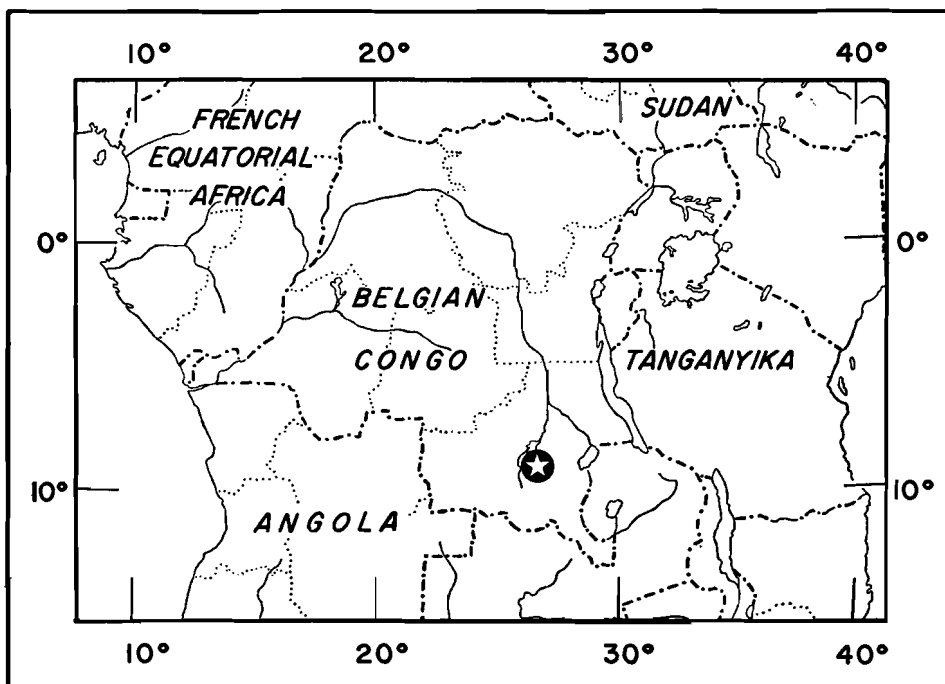 10° 20° 30° 40°
FRENCH
SUDAN
EQUATORIAL
AFRICA
0° 0°
BELGIAN
CONGO
TANGANYIKA
10° 10°
ANGOLA
10° 20° 30° 40°